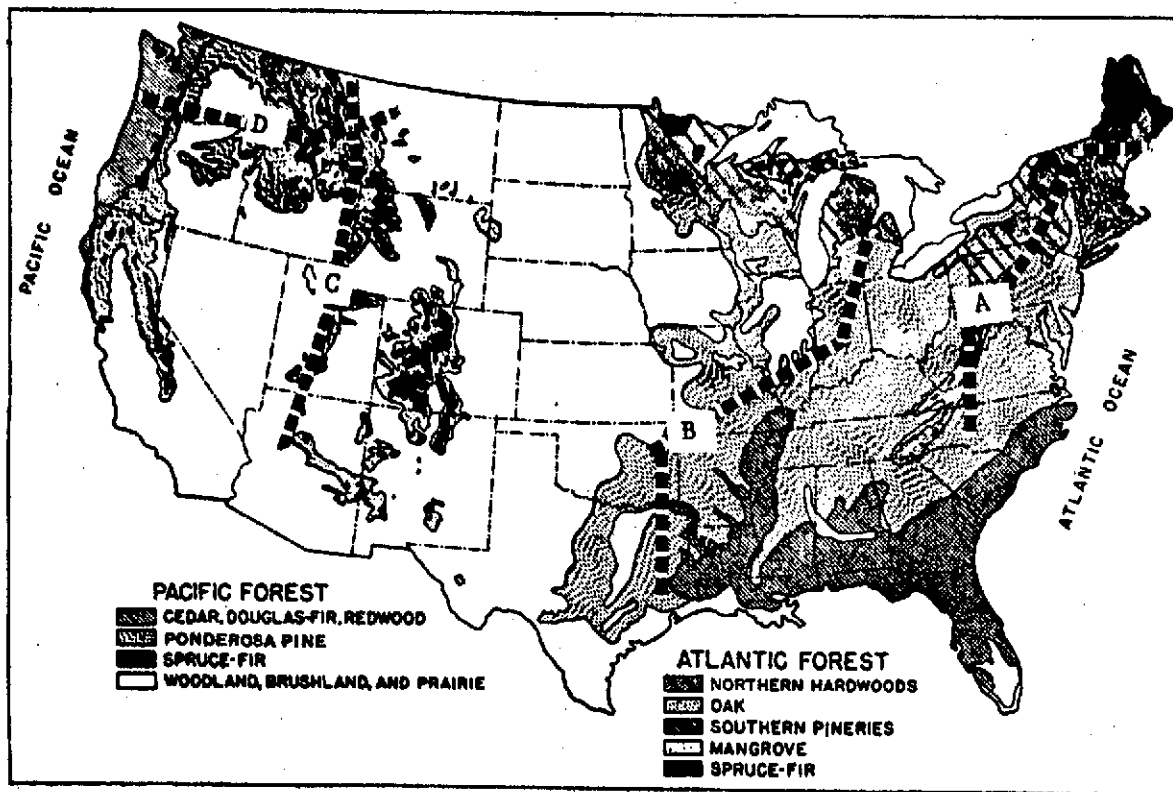 PACIFIC OCEAN
D
C
A
B
ATLANTIC OCEAN
PACIFIC FOREST
CEDAR, DOUGLAS-FIR, REDWOOD
PONDEROSA PINE
SPRUCE-FIR
WOODLAND, BRUSHLAND, AND PRAIRIE
ATLANTIC FOREST
NORTHERN HARDWOODS
OAK
SOUTHERN PINERIES
MANGROVE
SPRUCE-FIR